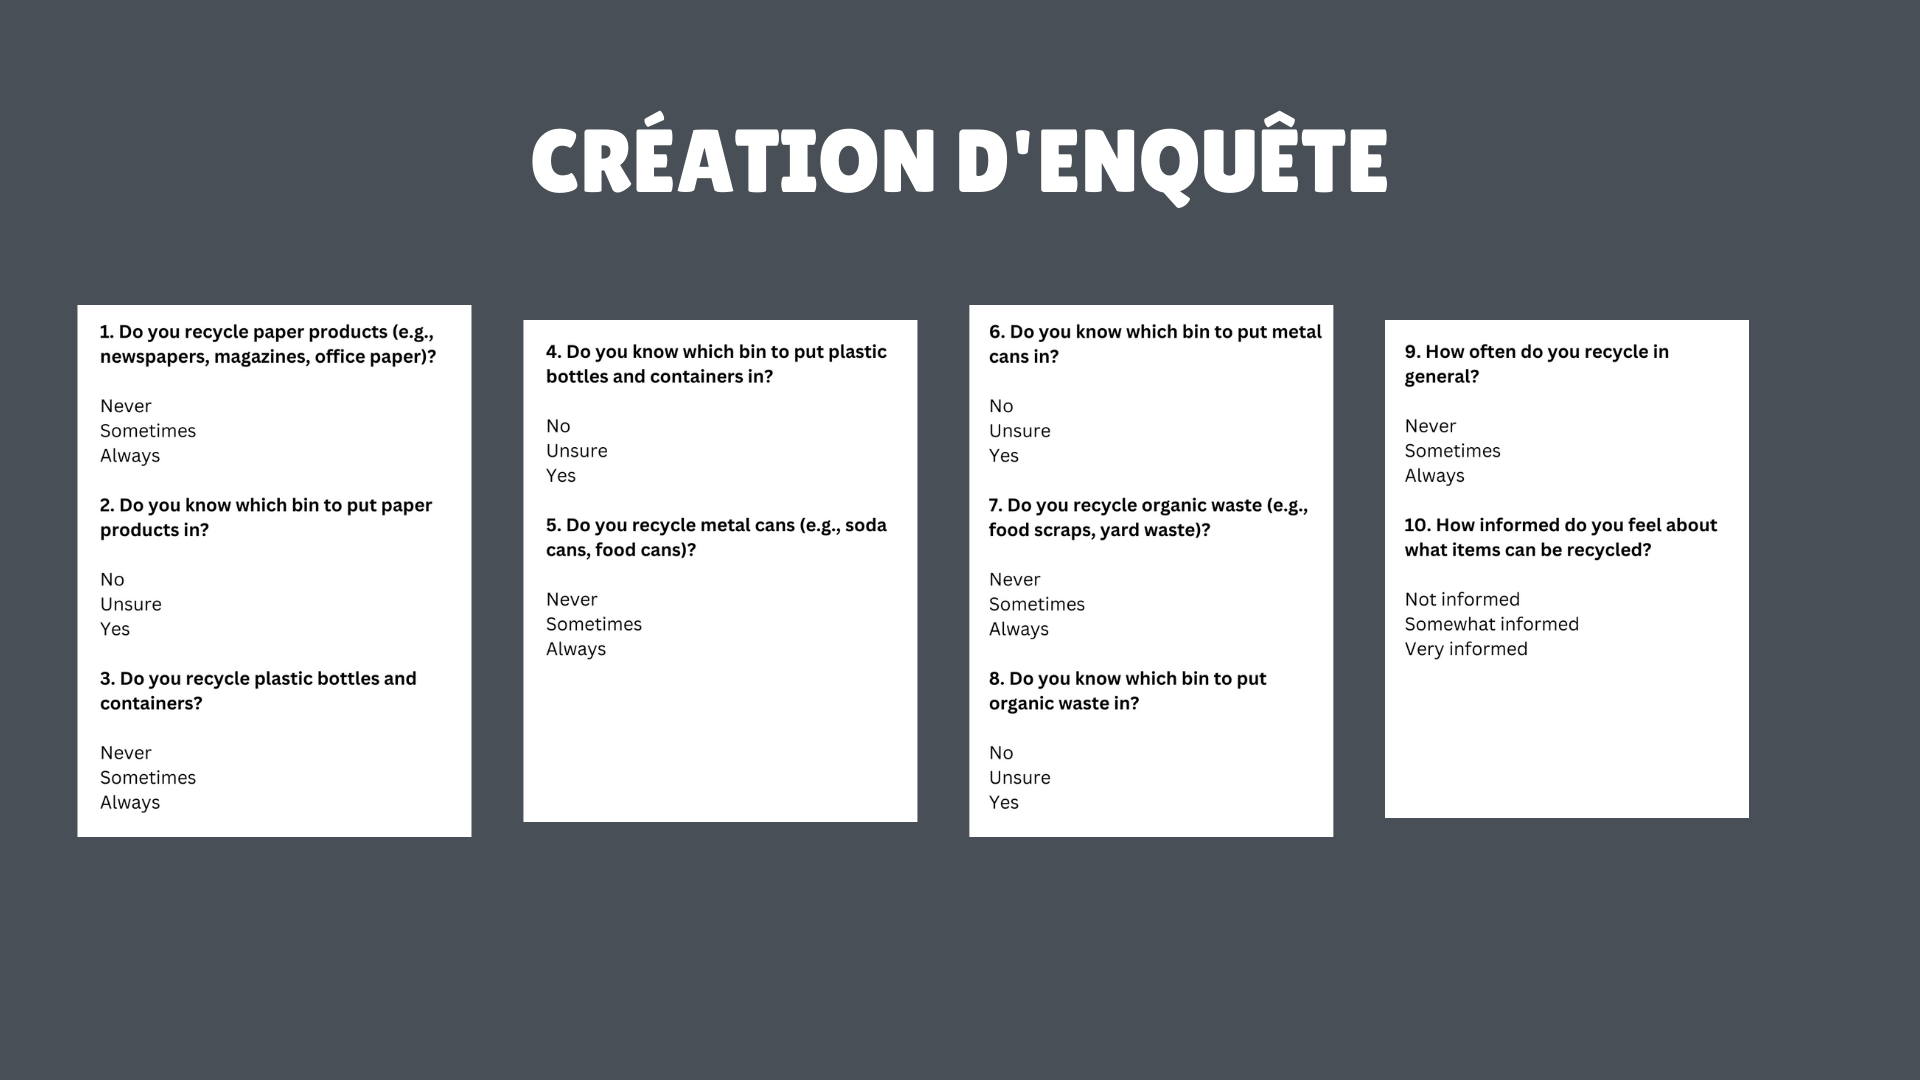 CRÉATION D'ENQUÊTE
1. Do you recycle paper products (e.g.,
newspapers, magazines, office paper)?
Never
Sometimes
Always
2. Do you know which bin to put paper
products in?
No
Unsure
Yes
3. Do you recycle plastic bottles and
containers?
Never
Sometimes
Always
4. Do you know which bin to put plastic
bottles and containers in?
No
Unsure
Yes
5. Do you recycle metal cans (e.g., soda
cans, food cans)?
Never
Sometimes
Always
6. Do you know which bin to put metal
cans in?
No
Unsure
Yes
7. Do you recycle organic waste (e.g.,
food scraps, yard waste)?
Never
Sometimes
Always
8. Do you know which bin to put
organic waste in?
No
Unsure
Yes
9. How often do you recycle in
general?
Never
Sometimes
Always
10. How informed do you feel about
what items can be recycled?
Not informed
Somewhat informed
Very informed